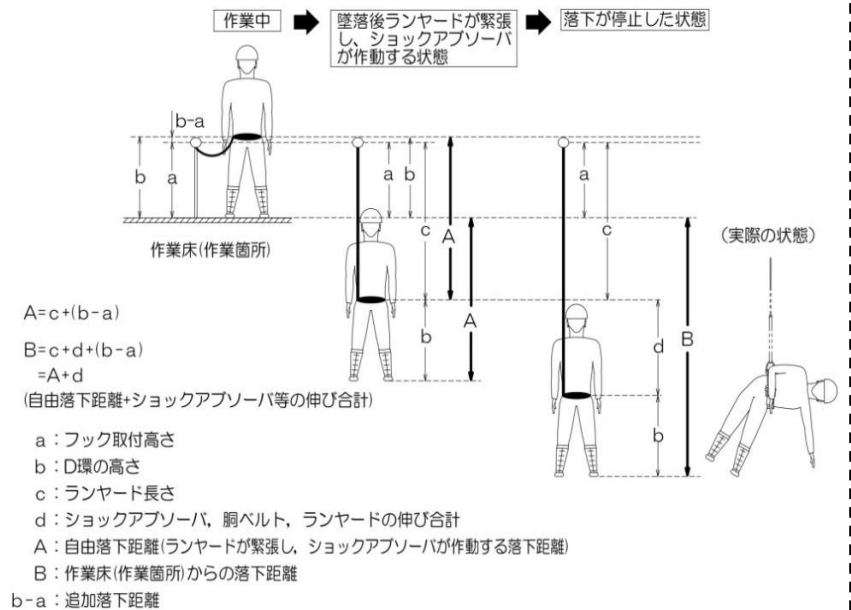 作業中
墜落後ランヤードが緊張
し、ショックアブソーバ
が作動する状態
落下が停止した状態
b-a
b
a
a
b
c
A
A
b
a
c
d
B
b
作業床(作業箇所)
(実際の状態)
A=c+(b-a)
B=c+d+(b-a)
=A+d
(自由落下距離+ショックアブソーバ等の伸び合計)
a:フック取付高さ
b:D環の高さ
c:ランヤード長さ
d:ショックアブソーバ,胴ベルト,ランヤードの伸び合計
A:自由落下距離(ランヤードが緊張し,ショックアブソーバが作動する落下距離)
B:作業床(作業箇所)からの落下距離
b-a:追加落下距離